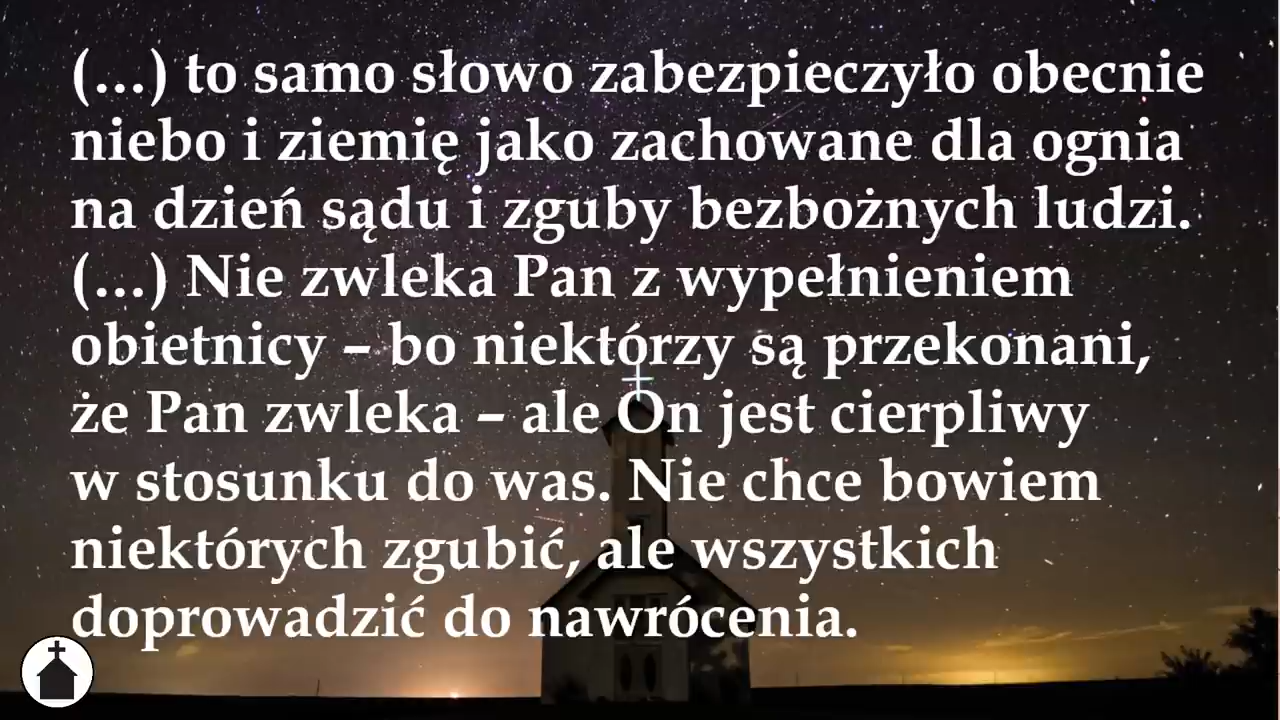 (…) to samo słowo zabezpieczyło obecnie
niebo i ziemię jako zachowane dla ognia
na dzień sądu i zguby bezbożnych ludzi.
(…) Nie zwleka Pan z wypełnieniem
obietnicy – bo niektórzy są przekonani,
że Pan zwleka – ale On jest cierpliwy
w stosunku do was. Nie chce bowiem
niektórych zgubić, ale wszystkich
doprowadzić do nawrócenia.